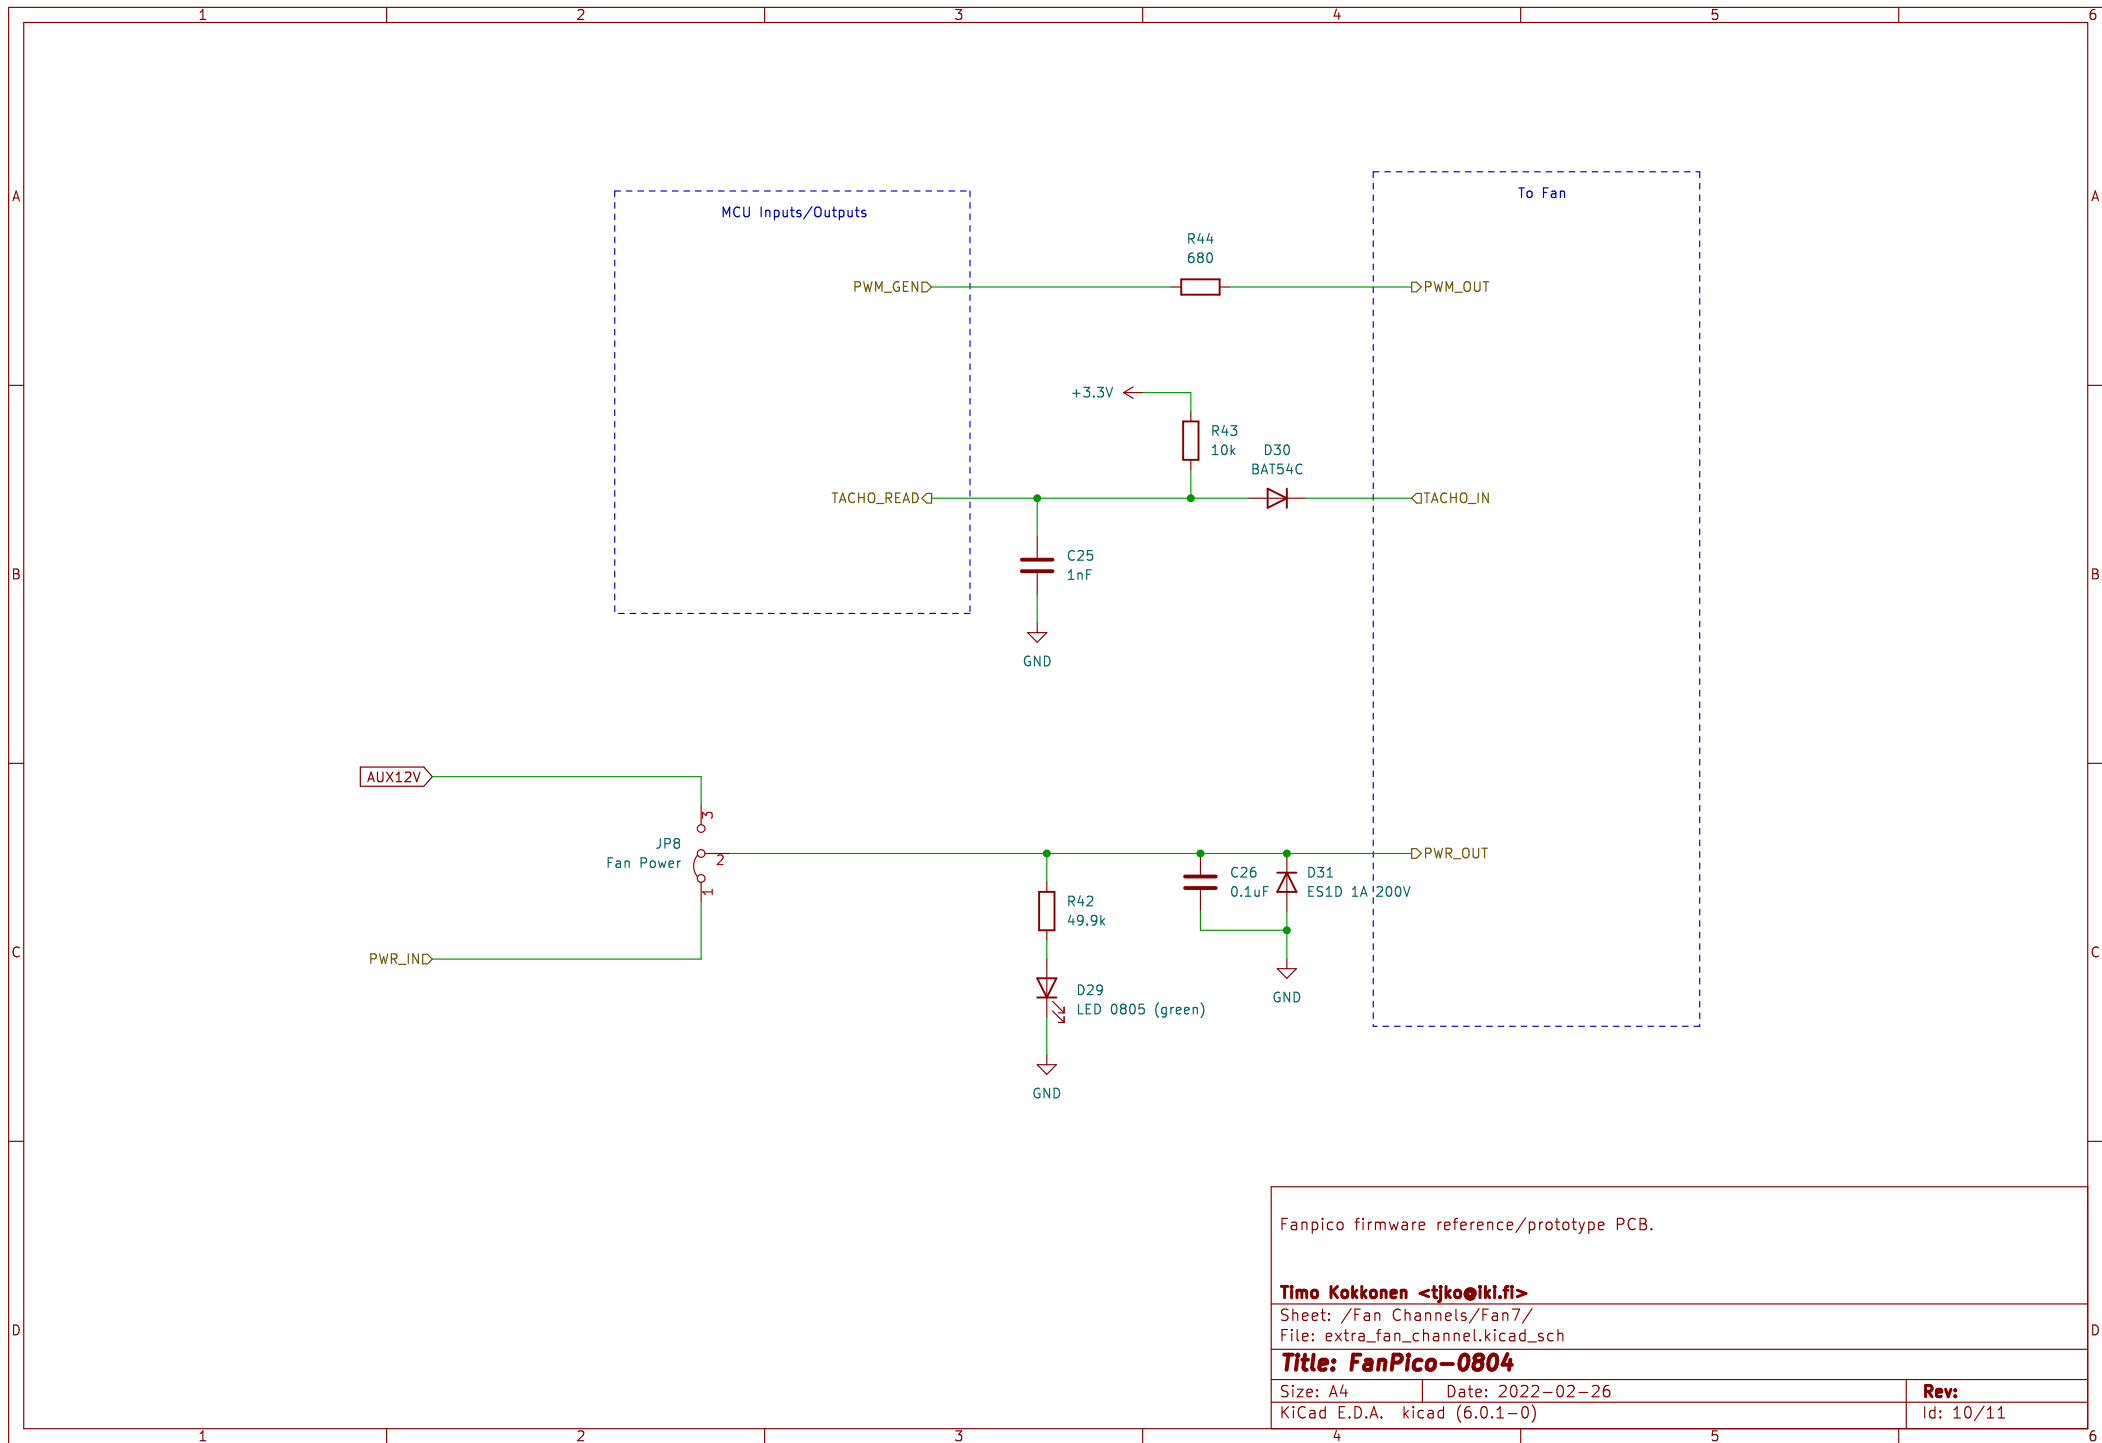 1 2 3 4 5 6
A A
To Fan
MCU Inputs/Outputs
R44
680
PWM_GEN
PWM_OUT
+3.3V
R43
10k
D30
BAT54C
TACHO_READ
TACHO_IN
C25
1nF
B B
GND
AUX12V
3
JP8
Fan Power
2
1
PWR_OUT
C26
0.1uF
D31
ES1D 1A 200V
R42
49.9k
PWR_IN
C C
D29
LED 0805 (green)
GND
GND
Fanpico firmware reference/prototype PCB.
Timo Kokkonen <tjko@iki.fi>
Sheet: /Fan Channels/Fan7/
File: extra_fan_channel.kicad_sch
D D
Title: FanPico-0804
Size: A4 Date: 2022-02-26 Rev:
KiCad E.D.A. kicad (6.0.1-0) Id: 10/11
1 2 3 4 5 6